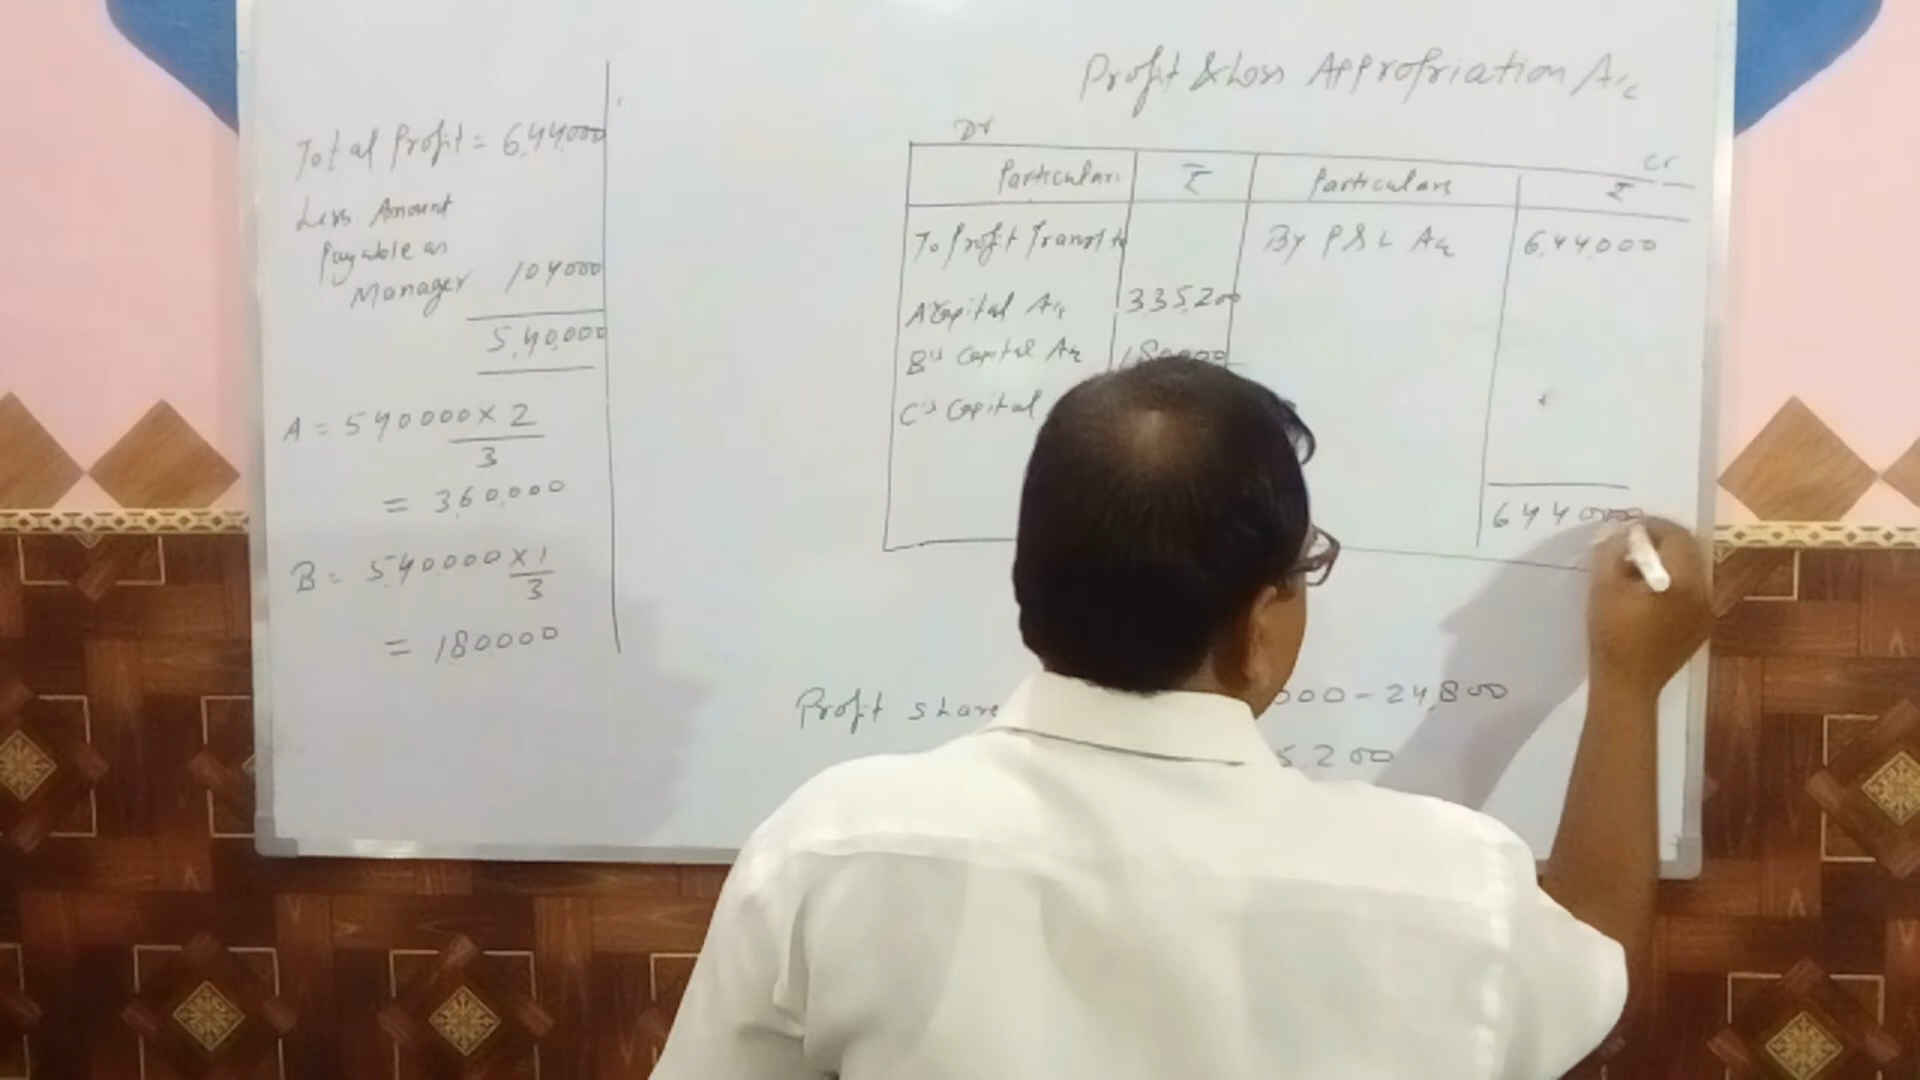 Total Profit = 6,44,000
Less. Amount
Payable as
Manager 104000
5,40,000
A = 540000 × 2
3
= 360,000
B = 540000 × 1
3
= 180000
Profit & Loss Appropriation A/c
Dr
Cr
Particulars ₹ Particulars ₹
To Profit Transf to By P & L A/c 6,44,000
A Capital A/c 335,200
B's Capital A/c 180000
C's Capital
644000
Profit share 000 - 24,800
5,200